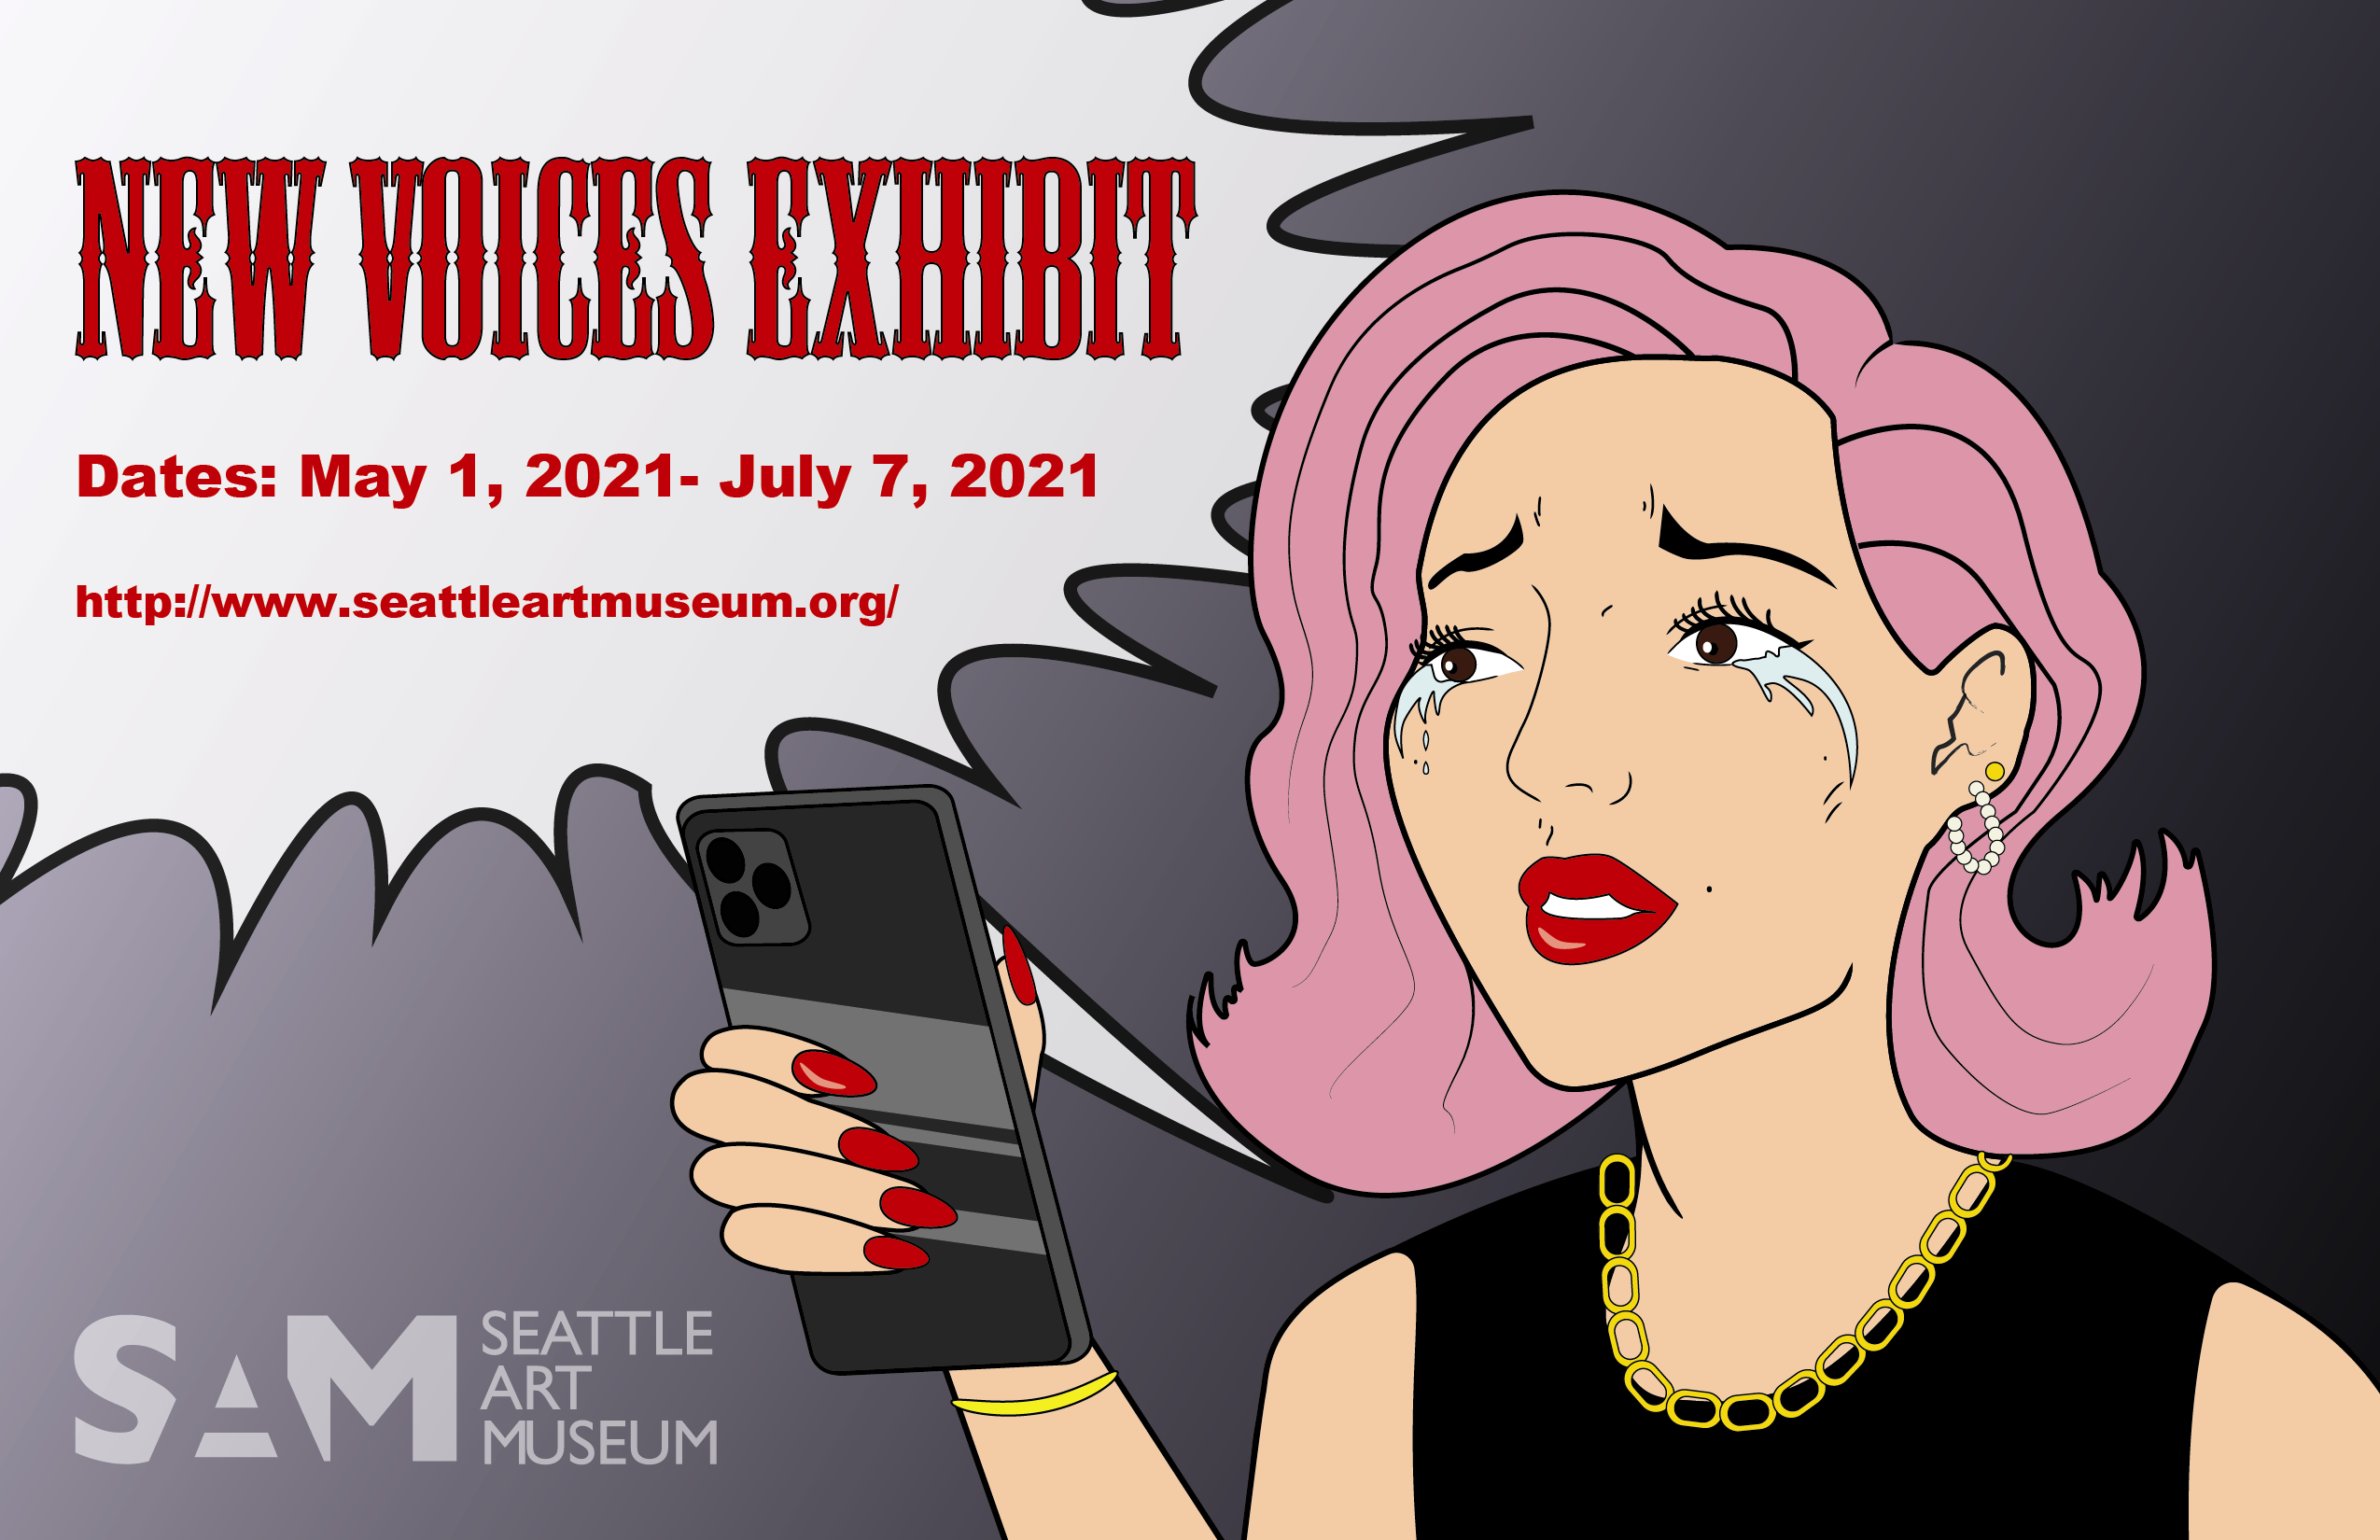 NEW VOICES EXHIBIT
Dates: May 1, 2021- July 7, 2021
http://www.seattleartmuseum.org/
SAM
SEATTLE
ART
MUSEUM